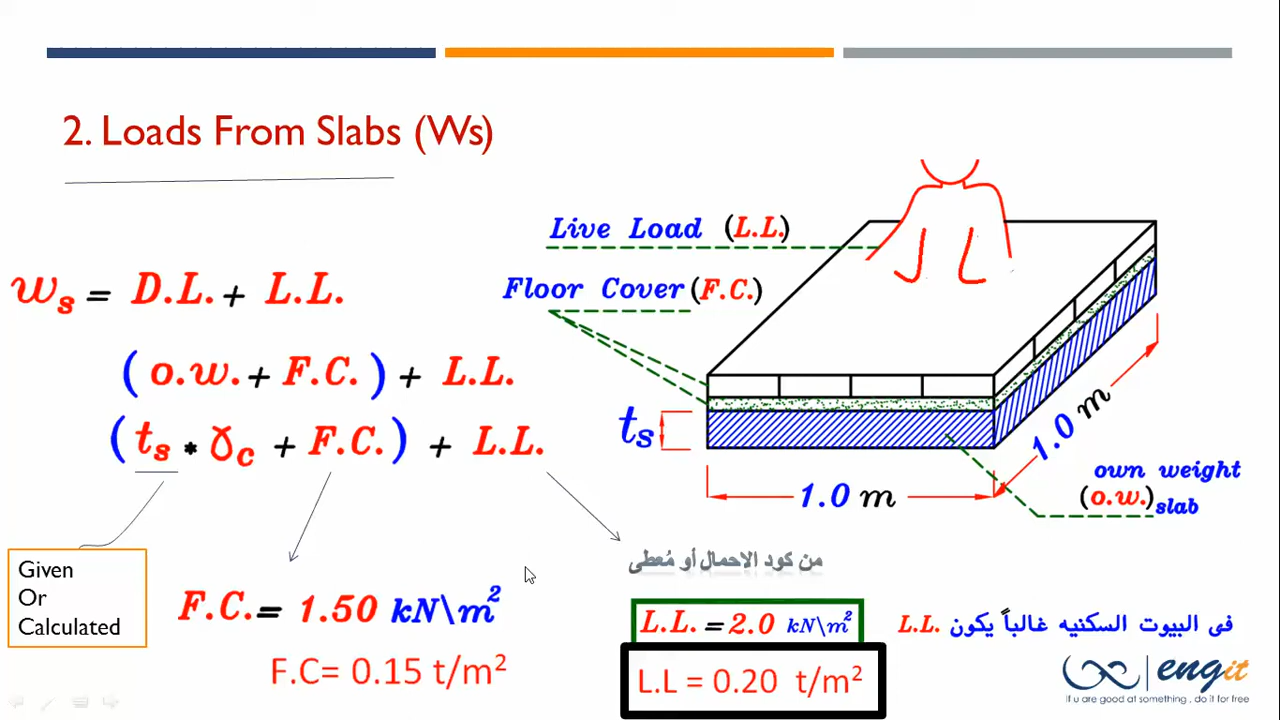 2. Loads From Slabs (Ws)
Live Load (L.L.)
Floor Cover (F.C.)
ws = D.L. + L.L.
(o.w. + F.C.) + L.L.
(ts * ɣc + F.C.) + L.L.
ts
1.0 m
1.0 m
own weight
(o.w.)slab
Given
Or
Calculated
F.C. = 1.50 kN\m²
F.C= 0.15 t/m²
من كود الاحمال أو مُعطى
L.L. = 2.0 kN\m²
فى البيوت السكنيه غالباً يكون L.L.
L.L = 0.20 t/m²
engit
if u are good at something , do it for free